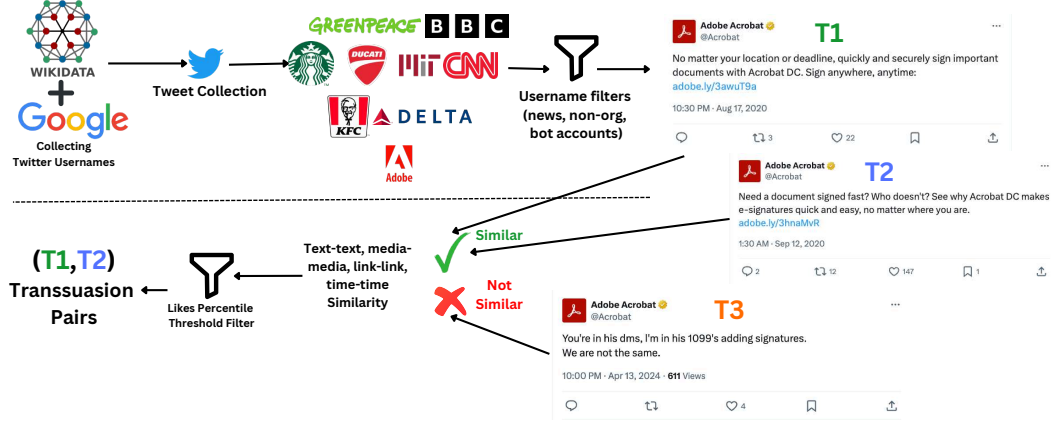 WIKIDATA
Google
Collecting
Twitter Usernames
Tweet Collection
GREENPEACE
BBC
DUCATI
MIT
CNN
KFC
DELTA
Adobe
Username filters
(news, non-org,
bot accounts)
Adobe Acrobat
@Acrobat
T1
No matter your location or deadline, quickly and securely sign important
documents with Acrobat DC. Sign anywhere, anytime:
adobe.ly/3awuT9a
10:30 PM · Aug 17, 2020
3
22
Adobe Acrobat
@Acrobat
T2
Need a document signed fast? Who doesn't? See why Acrobat DC makes
e-signatures quick and easy, no matter where you are.
adobe.ly/3hnaMvR
1:30 AM · Sep 12, 2020
2
12
147
1
Similar
Not
Similar
Adobe Acrobat
@Acrobat
T3
You're in his dms, I'm in his 1099's adding signatures.
We are not the same.
10:00 PM · Apr 13, 2024 · 611 Views
4
Text-text, media-
media, link-link,
time-time
Similarity
Likes Percentile
Threshold Filter
(T1,T2)
Transsuasion
Pairs